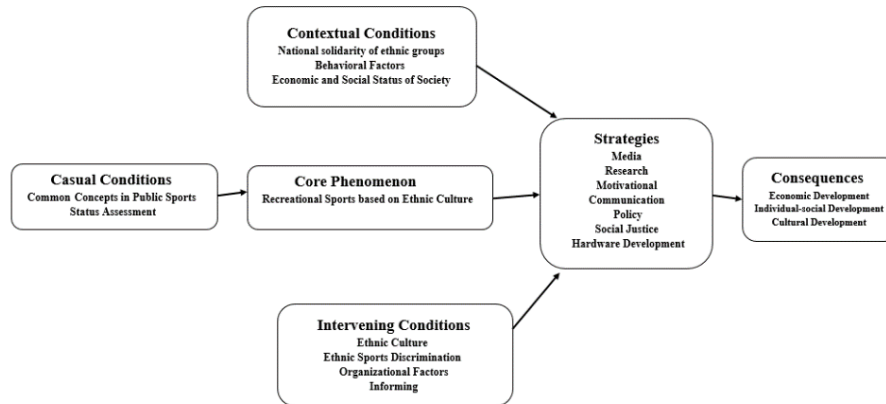 Contextual Conditions
National solidarity of ethnic groups
Behavioral Factors
Economic and Social Status of Society
Casual Conditions
Common Concepts in Public Sports
Status Assessment
Core Phenomenon
Recreational Sports based on Ethnic Culture
Strategies
Media
Research
Motivational
Communication
Policy
Social Justice
Hardware Development
Consequences
Economic Development
Individual-social Development
Cultural Development
Intervening Conditions
Ethnic Culture
Ethnic Sports Discrimination
Organizational Factors
Informing